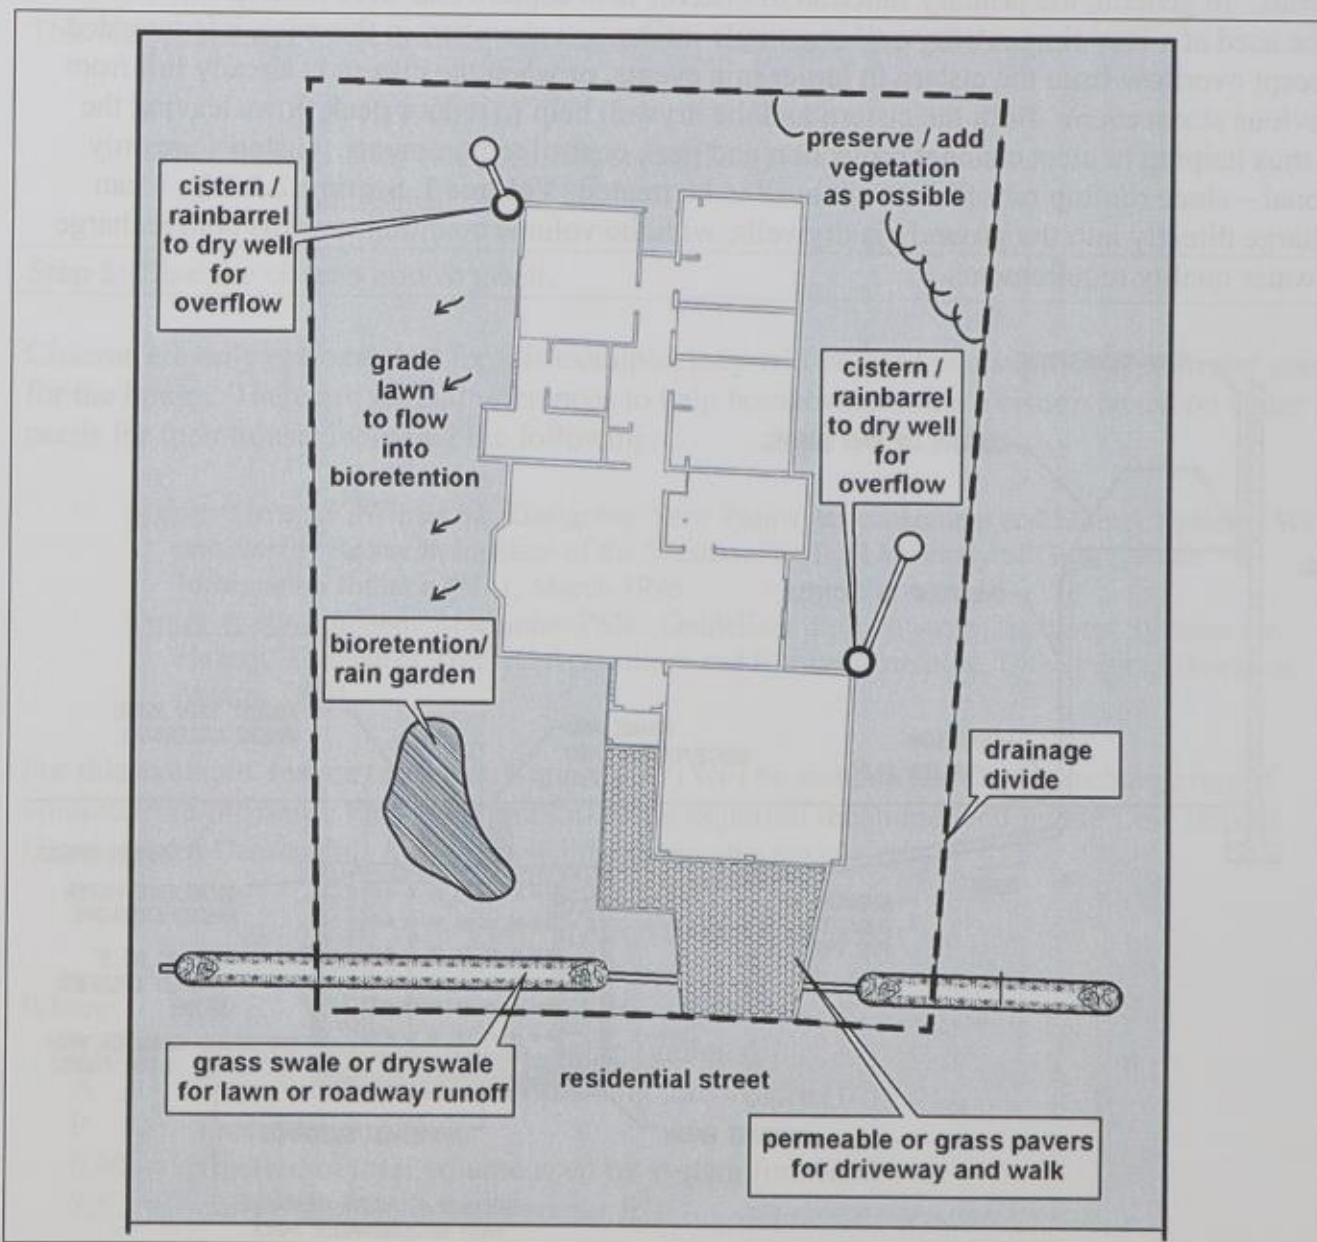 preserve / add
vegetation
as possible
cistern /
rainbarrel
to dry well
for
overflow
grade
lawn
to flow
into
bioretention
cistern /
rainbarrel
to dry well
for
overflow
bioretention/
rain garden
drainage
divide
grass swale or dryswale
for lawn or roadway runoff
residential street
permeable or grass pavers
for driveway and walk